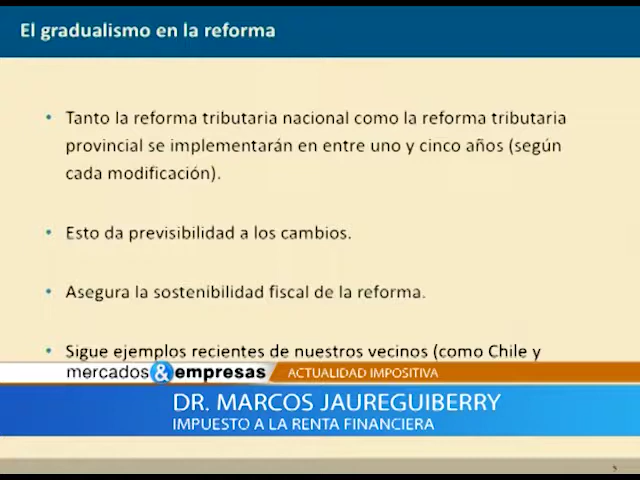 El gradualismo en la reforma
• Tanto la reforma tributaria nacional como la reforma tributaria
provincial se implementarán en entre uno y cinco años (según
cada modificación).
• Esto da previsibilidad a los cambios.
• Asegura la sostenibilidad fiscal de la reforma.
• Sigue ejemplos recientes de nuestros vecinos (como Chile y
mercados&empresas ACTUALIDAD IMPOSITIVA
DR. MARCOS JAUREGUIBERRY
IMPUESTO A LA RENTA FINANCIERA